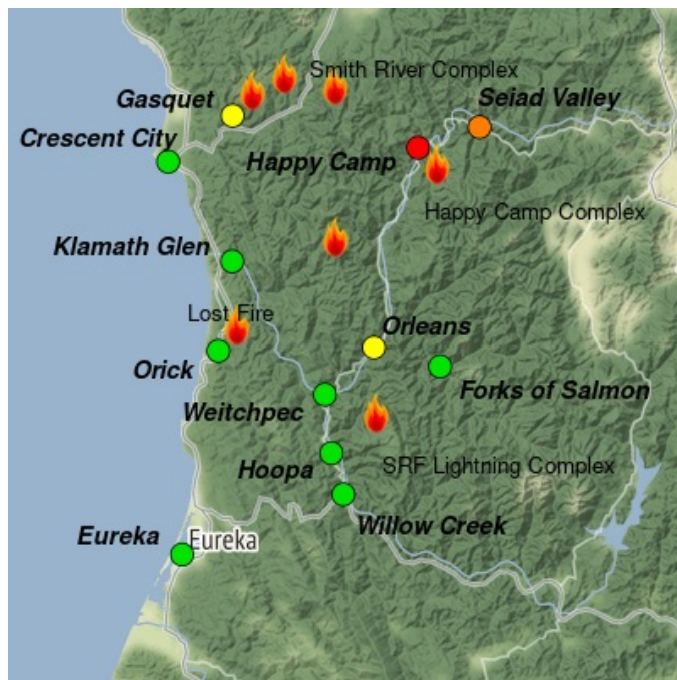 Smith River Complex
Seiad Valley
Gasquet
Crescent City
Happy Camp
Happy Camp Complex
Klamath Glen
Lost Fire
Orleans
Orick
Forks of Salmon
Weitchpec
SRF Lightning Complex
Hoopa
Willow Creek
Eureka
Eureka